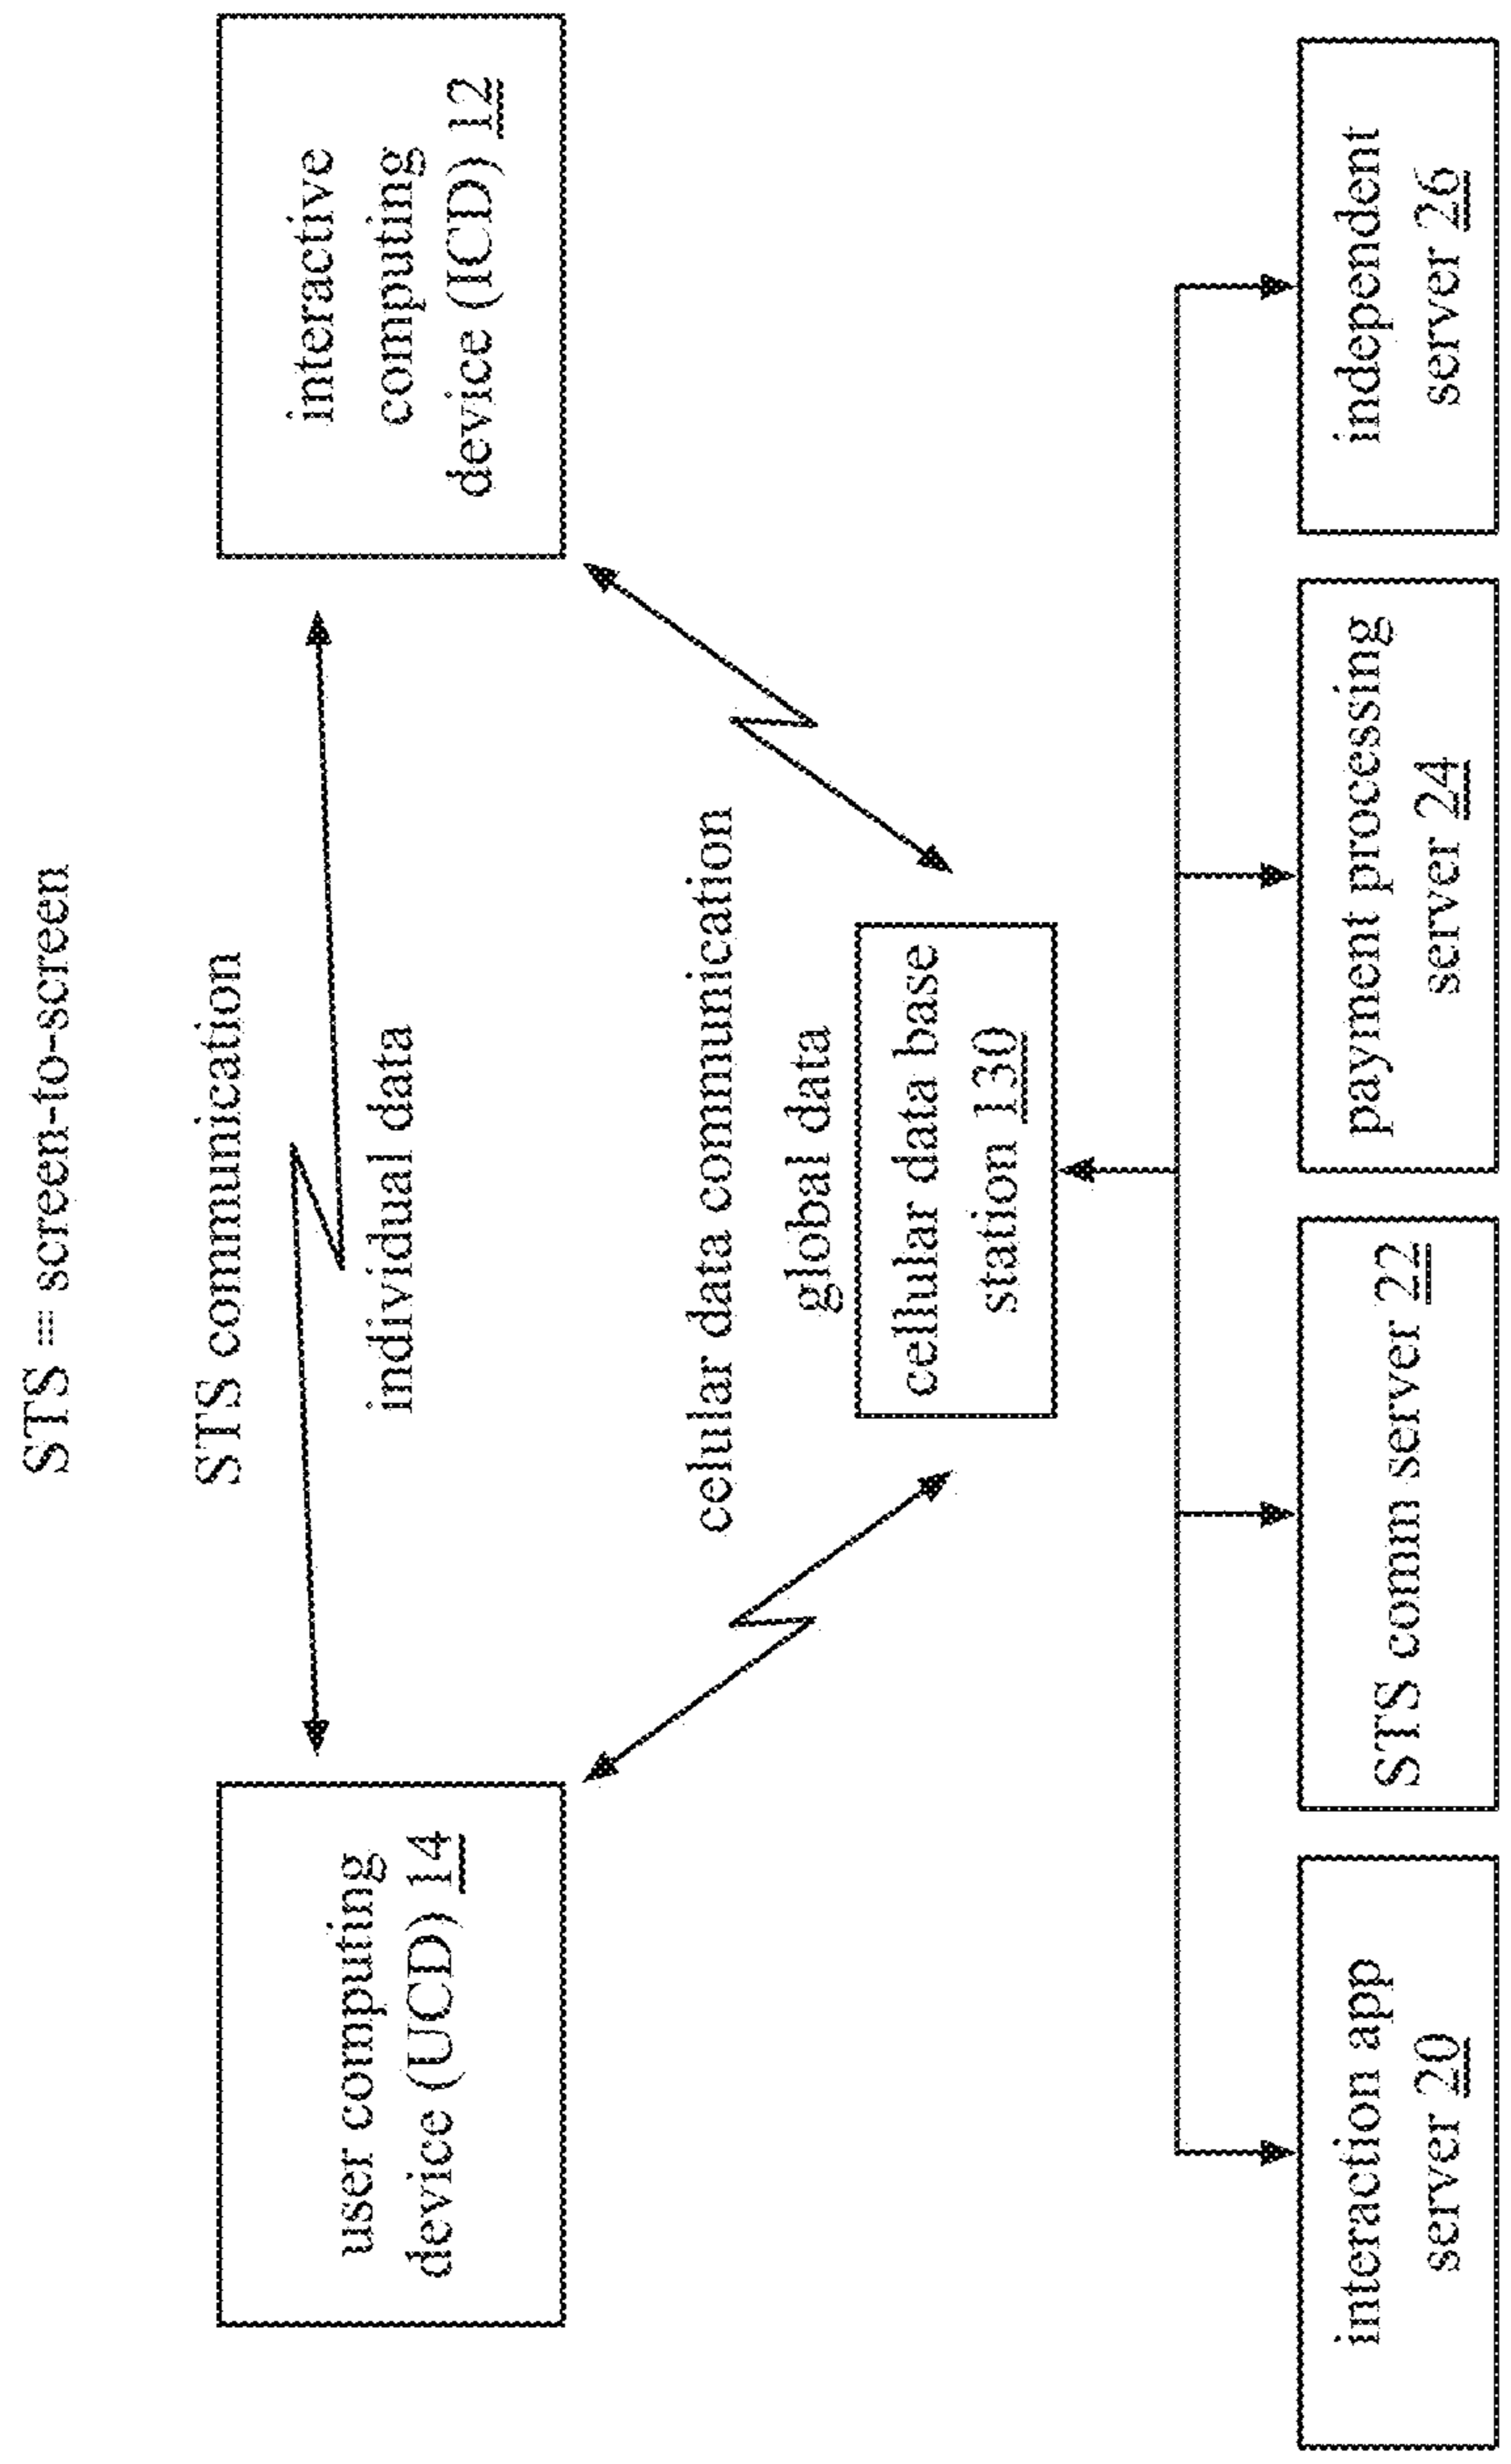 STS = screen-to-screen
STS communication
individual data
user computing
device (UCD) 14
interactive
computing
device (ICD) 12
celular data communication
global data
cellular data base
station 130
interaction app
server 20
STS comm server 22
payment processing
server 24
independent
server 26